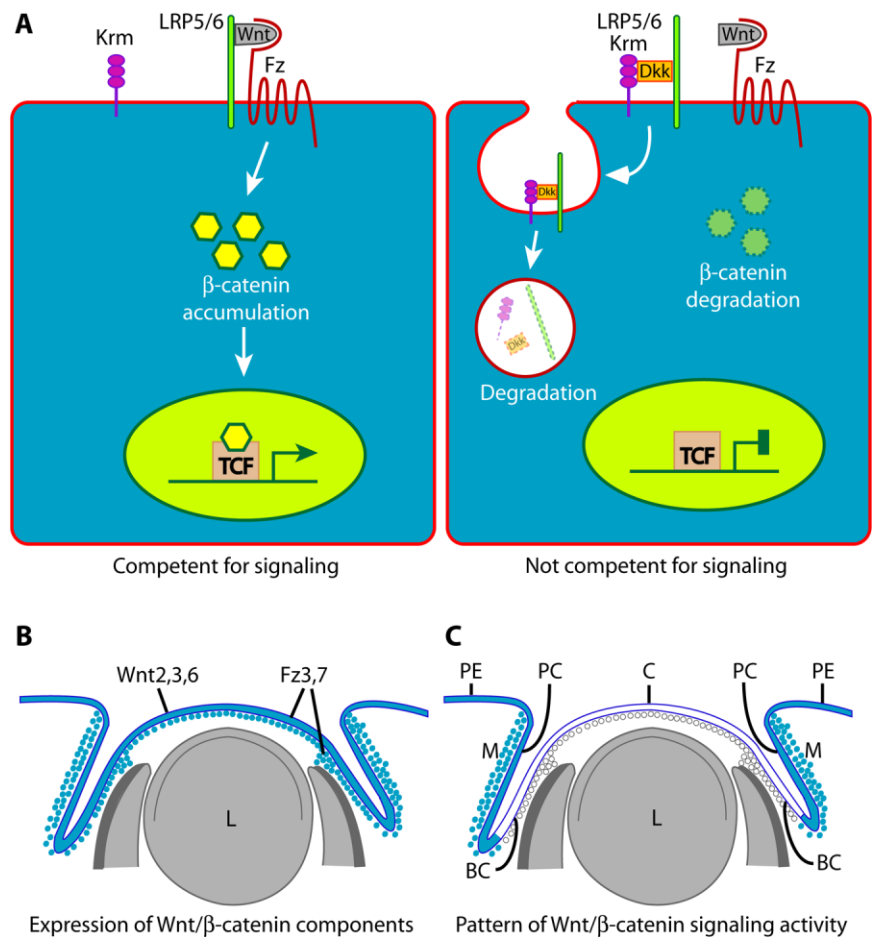 A
Krm
LRP5/6
Wnt
Fz
β-catenin
accumulation
TCF
Competent for signaling
LRP5/6
Krm
Dkk
Wnt
Fz
Dkk
β-catenin
degradation
Dkk
Degradation
TCF
Not competent for signaling
B
Wnt2,3,6
Fz3,7
L
Expression of Wnt/β-catenin components
C
PE
PC
C
PC
PE
M
M
L
BC
BC
Pattern of Wnt/β-catenin signaling activity